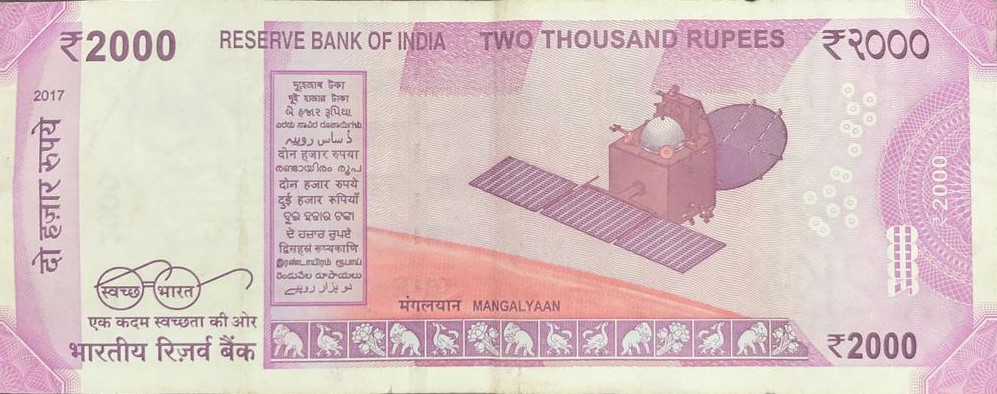 ₹2000
RESERVE BANK OF INDIA
TWO THOUSAND RUPEES
₹२०००
2017
दो हज़ार रुपये
দুহেজাৰ টকা
দুই হাজার টাকা
બે હજાર રૂપિયા
ಎರಡು ಸಾವಿರ ರೂಪಾಯಿಗಳು
दोन हजार रुपया
രണ്ടായിരം രൂപ
दोन हजार रुपये
दुई हजार रुपियाँ
ଦୁଇ ହଜାର ଟଙ୍କା
ਦੋ ਹਜ਼ਾਰ ਰੁਪਏ
द्विसहस्रं रूप्यकाणि
இரண்டாயிரம் ரூபாய்
రెండువేల రూపాయలు
دو ہزار روپیے
₹2000
मंगलयान MANGALYAAN
स्वच्छ भारत
एक कदम स्वच्छता की ओर
भारतीय रिज़र्व बैंक
₹2000